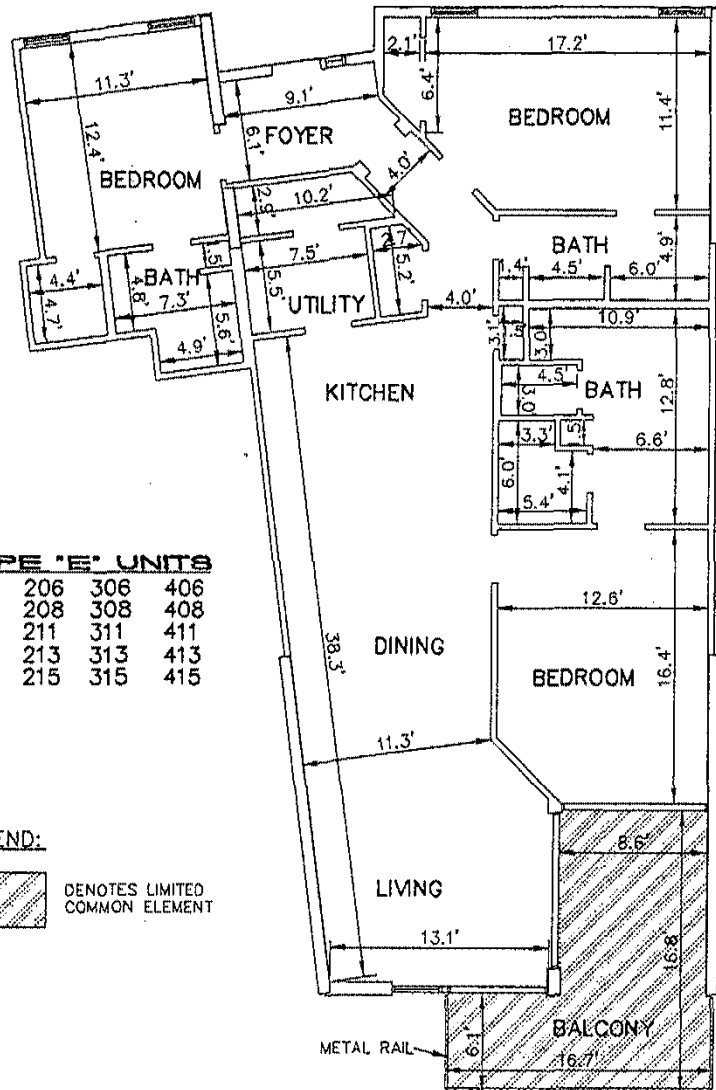 2.1'
17.2'
11.3'
9.1'
6.4'
BEDROOM
11.4'
12.4'
6.1'
FOYER
4.0'
BEDROOM
2.9'
10.2'
BATH
4.9'
2.7'
.5'
7.5'
5.2'
1.4'
4.5'
6.0'
4.4'
4.7'
4.8'
BATH
7.3'
5.5'
UTILITY
4.0'
5.6'
4.9'
3.1'
3.0'
10.9'
KITCHEN
4.5'
BATH
12.8'
3.0'
3.3'
.5'
6.6'
6.0'
4.1'
5.4'
PE "E" UNITS
206 306 406
208 308 408
211 311 411
213 313 413
215 315 415
12.6'
38.3'
DINING
BEDROOM
16.4'
11.3'
END:
8.6'
DENOTES LIMITED
COMMON ELEMENT
LIVING
13.1'
16.8'
6.1'
BALCONY
METAL RAIL
16.7'